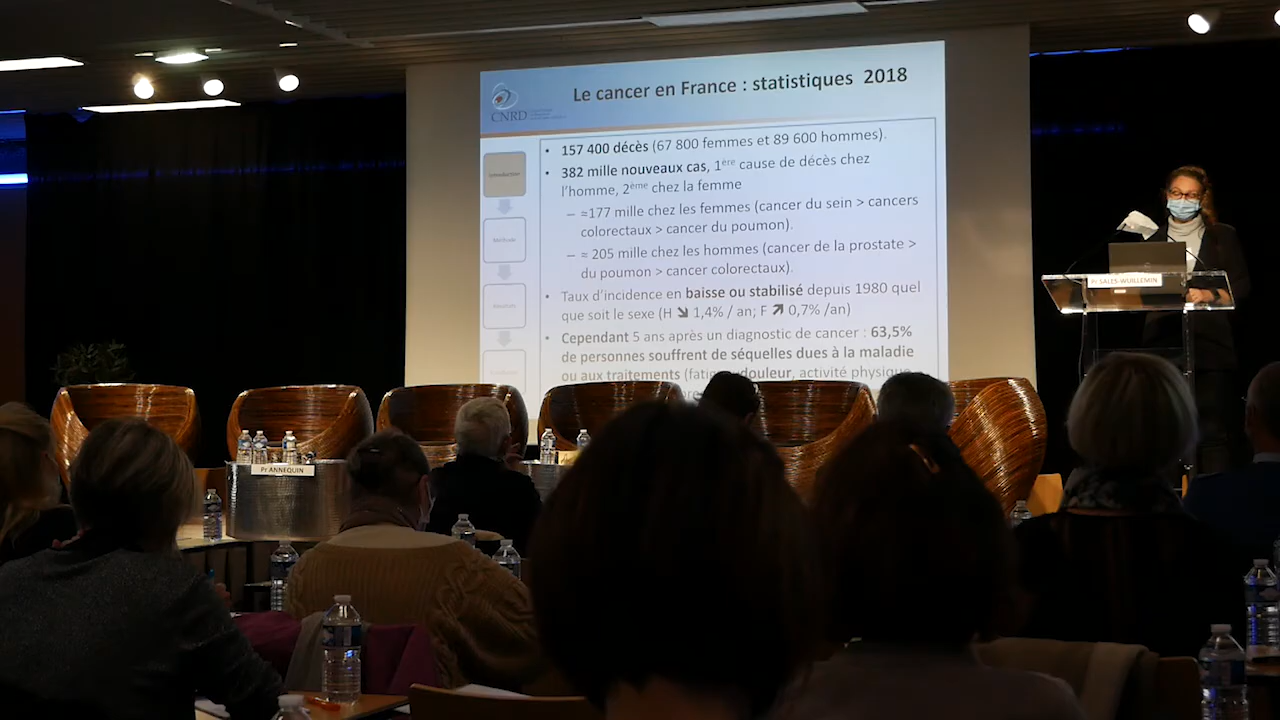 Le cancer en France : statistiques 2018
CNRD
• 157 400 décès (67 800 femmes et 89 600 hommes).
Introduction
• 382 mille nouveaux cas, 1ère cause de décès chez
l'homme, 2ème chez la femme
– ≈177 mille chez les femmes (cancer du sein > cancers
colorectaux > cancer du poumon).
– ≈ 205 mille chez les hommes (cancer de la prostate >
du poumon > cancer colorectaux).
• Taux d'incidence en baisse ou stabilisé depuis 1980 quel
que soit le sexe (H ↘ 1,4% / an; F ↗ 0,7% /an)
• Cependant 5 ans après un diagnostic de cancer : 63,5%
de personnes souffrent de séquelles dues à la maladie
ou aux traitements (fatigue, douleur, activité physique
Pr SALES-WUILLEMIN
Pr ANNEQUIN